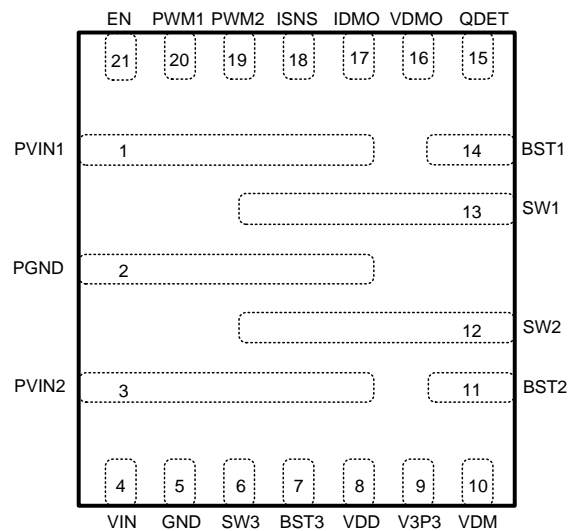 EN PWM1 PWM2 ISNS IDMO VDMO QDET
21 20 19 18 17 16 15
PVIN1 1 14 BST1
13 SW1
PGND 2
12 SW2
PVIN2 3 11 BST2
4 5 6 7 8 9 10
VIN GND SW3 BST3 VDD V3P3 VDM